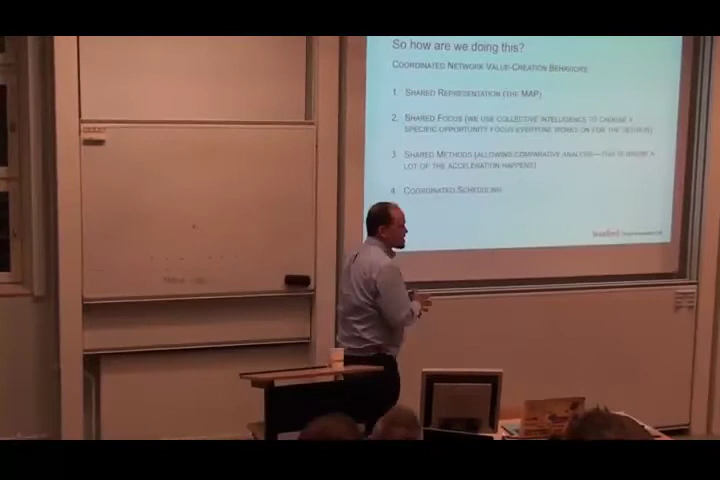 So how are we doing this?
Coordinated Network Value-Creation Behaviors
1. Shared Representation (the MAP)
2. Shared Focus (we use collective intelligence to choose a
specific opportunity focus everyone works on for the session)
3 Shared Methods (allowing comparative analysis—this is where a
lot of the acceleration happens)
4 Coordinated Scheduling